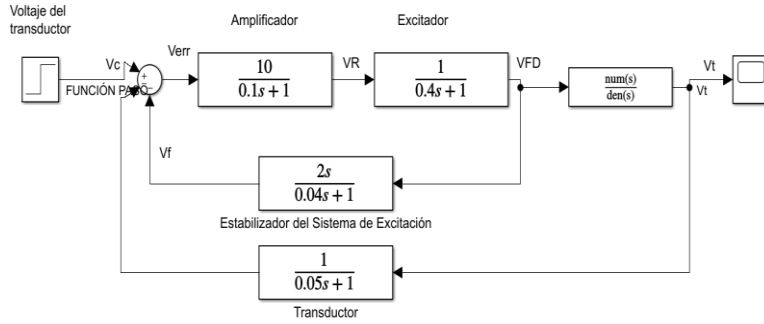 Voltaje del
transductor
Amplificador
Excitador
Vc
Verr
VR
VFD
Vt
FUNCIÓN PASO
+
−
−
10
0.1s + 1
1
0.4s + 1
num(s)
den(s)
Vt
Vf
2s
0.04s + 1
Estabilizador del Sistema de Excitación
1
0.05s + 1
Transductor